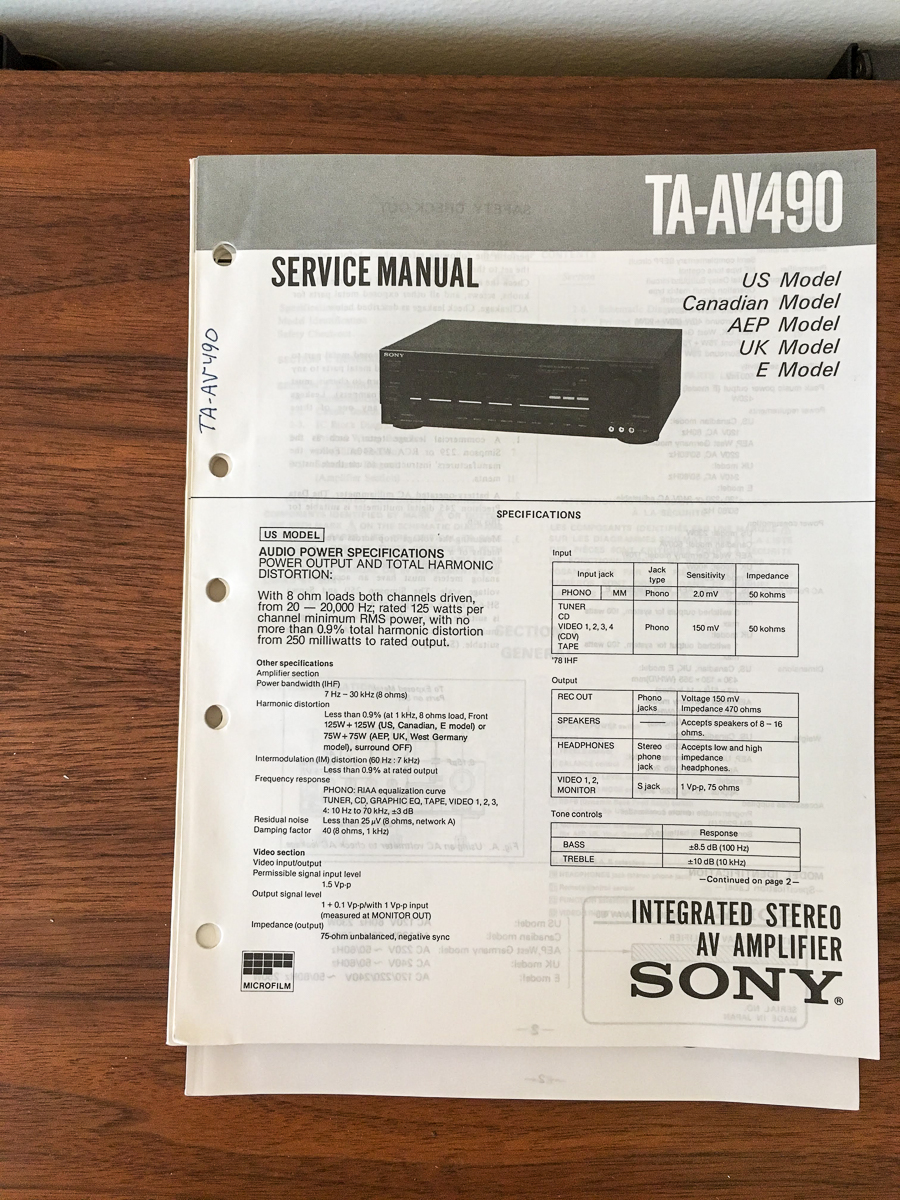 TA-AV490
SERVICE MANUAL
US Model
Canadian Model
AEP Model
UK Model
E Model
TA-AV490
SONY
SPECIFICATIONS
US MODEL
AUDIO POWER SPECIFICATIONS
POWER OUTPUT AND TOTAL HARMONIC
DISTORTION:
With 8 ohm loads both channels driven,
from 20 — 20,000 Hz; rated 125 watts per
channel minimum RMS power, with no
more than 0.9% total harmonic distortion
from 250 milliwatts to rated output.
Other specifications
Amplifier section
Power bandwidth (IHF)
7 Hz – 30 kHz (8 ohms)
Harmonic distortion
Less than 0.9% (at 1 kHz, 8 ohms load, Front
125W + 125W (US, Canadian, E model) or
75W + 75W (AEP, UK, West Germany
model), surround OFF)
Intermodulation (IM) distortion (60 Hz : 7 kHz)
Less than 0.9% at rated output
Frequency response
PHONO: RIAA equalization curve
TUNER, CD, GRAPHIC EQ, TAPE, VIDEO 1, 2, 3,
4: 10 Hz to 70 kHz, ±3 dB
Residual noise Less than 25 µV (8 ohms, network A)
Damping factor 40 (8 ohms, 1 kHz)
Video section
Video input/output
Permissible signal input level
1.5 Vp-p
Output signal level
1 + 0.1 Vp-p/with 1 Vp-p input
(measured at MONITOR OUT)
Impedance (output)
75-ohm unbalanced, negative sync
MICROFILM
Input
Input jack Jack type Sensitivity Impedance
PHONO MM Phono 2.0 mV 50 kohms
TUNER
CD
VIDEO 1, 2, 3, 4 Phono 150 mV 50 kohms
(CDV)
TAPE
'78 IHF
Output
REC OUT Phono jacks Voltage 150 mV
Impedance 470 ohms
SPEAKERS —— Accepts speakers of 8 – 16
ohms.
HEADPHONES Stereo phone jack Accepts low and high
impedance
headphones.
VIDEO 1, 2,
MONITOR S jack 1 Vp-p, 75 ohms
Tone controls
Response
BASS ±8.5 dB (100 Hz)
TREBLE ±10 dB (10 kHz)
—Continued on page 2—
INTEGRATED STEREO
AV AMPLIFIER
SONY®